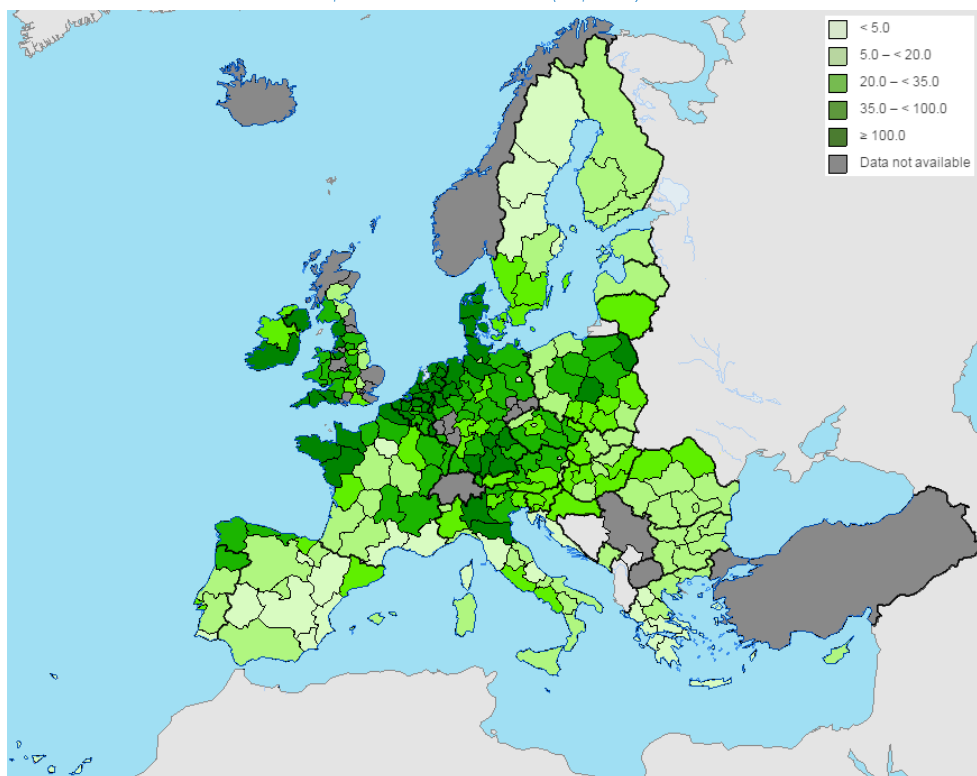 < 5.0
5.0 – < 20.0
20.0 – < 35.0
35.0 – < 100.0
≥ 100.0
Data not available